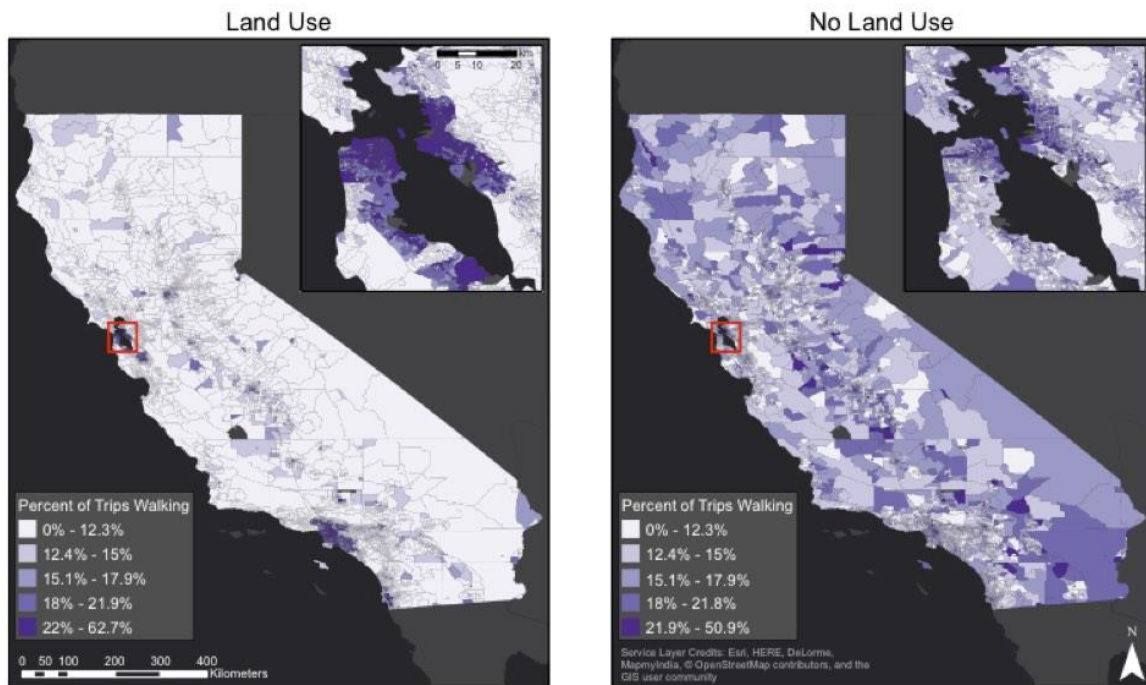 Land Use
No Land Use
km
0 5 10 20
Percent of Trips Walking
0% - 12.3%
12.4% - 15%
15.1% - 17.9%
18% - 21.9%
22% - 62.7%
0 50 100 200 300 400
Kilometers
Percent of Trips Walking
0% - 12.3%
12.4% - 15%
15.1% - 17.9%
18% - 21.8%
21.9% - 50.9%
Service Layer Credits: Esri, HERE, DeLorme,
MapmyIndia, © OpenStreetMap contributors, and the
GIS user community
N